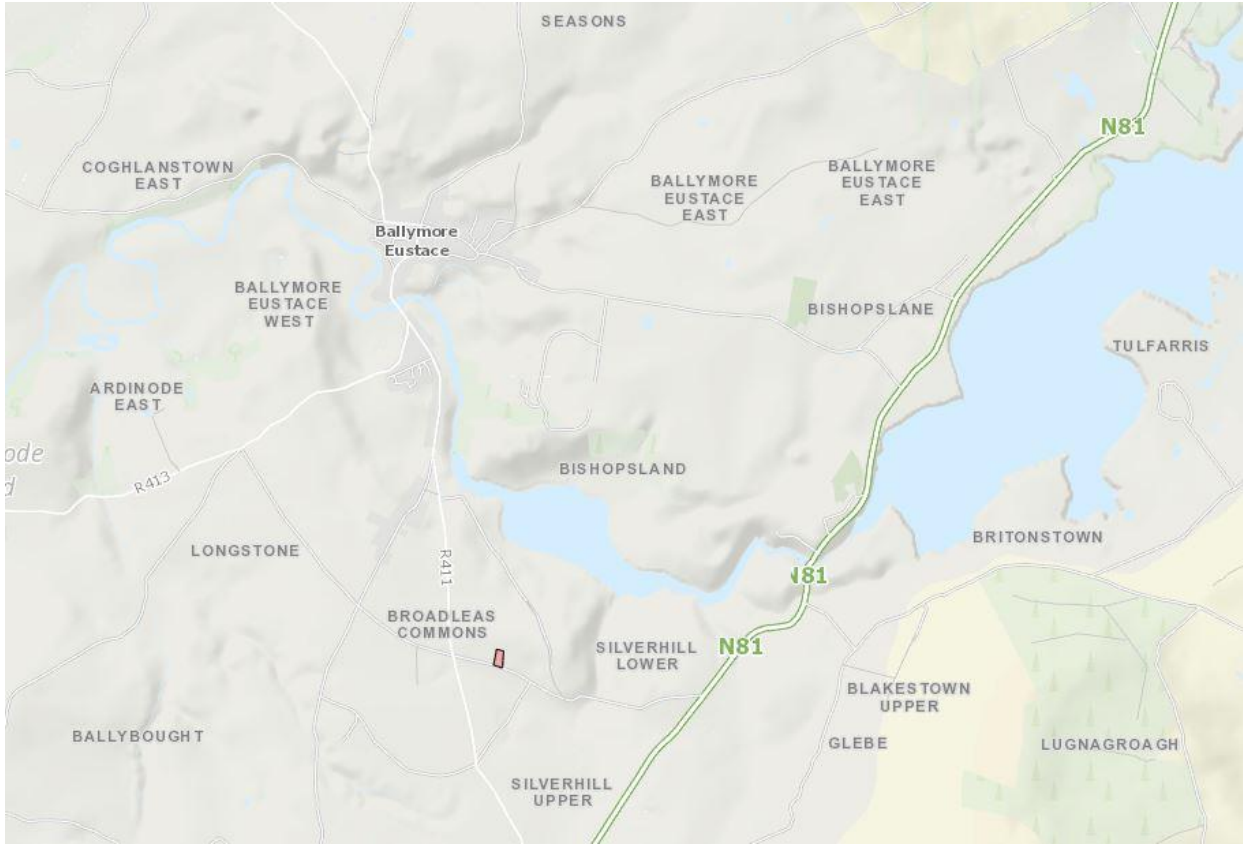 SEASONS
N81
COGHLANSTOWN
EAST
BALLYMORE
EUSTACE
EAST
BALLYMORE
EUSTACE
EAST
Ballymore
Eustace
BALLYMORE
EUSTACE
WEST
BISHOPSLANE
TULFARRIS
ARDINODE
EAST
ode
d
R413
BISHOPSLAND
LONGSTONE
R411
BRITONSTOWN
N81
BROADLEAS
COMMONS
SILVERHILL
LOWER
N81
BLAKESTOWN
UPPER
BALLYBOUGHT
GLEBE
LUGNAGROAGH
SILVERHILL
UPPER
N81